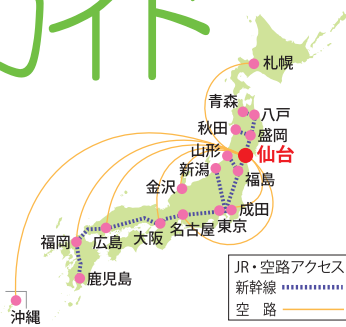 ガイド
札幌
青森
八戸
秋田
盛岡
山形
仙台
新潟
福島
金沢
成田
東京
名古屋
大阪
広島
福岡
鹿児島
沖縄
JR・空路アクセス
新幹線
空 路